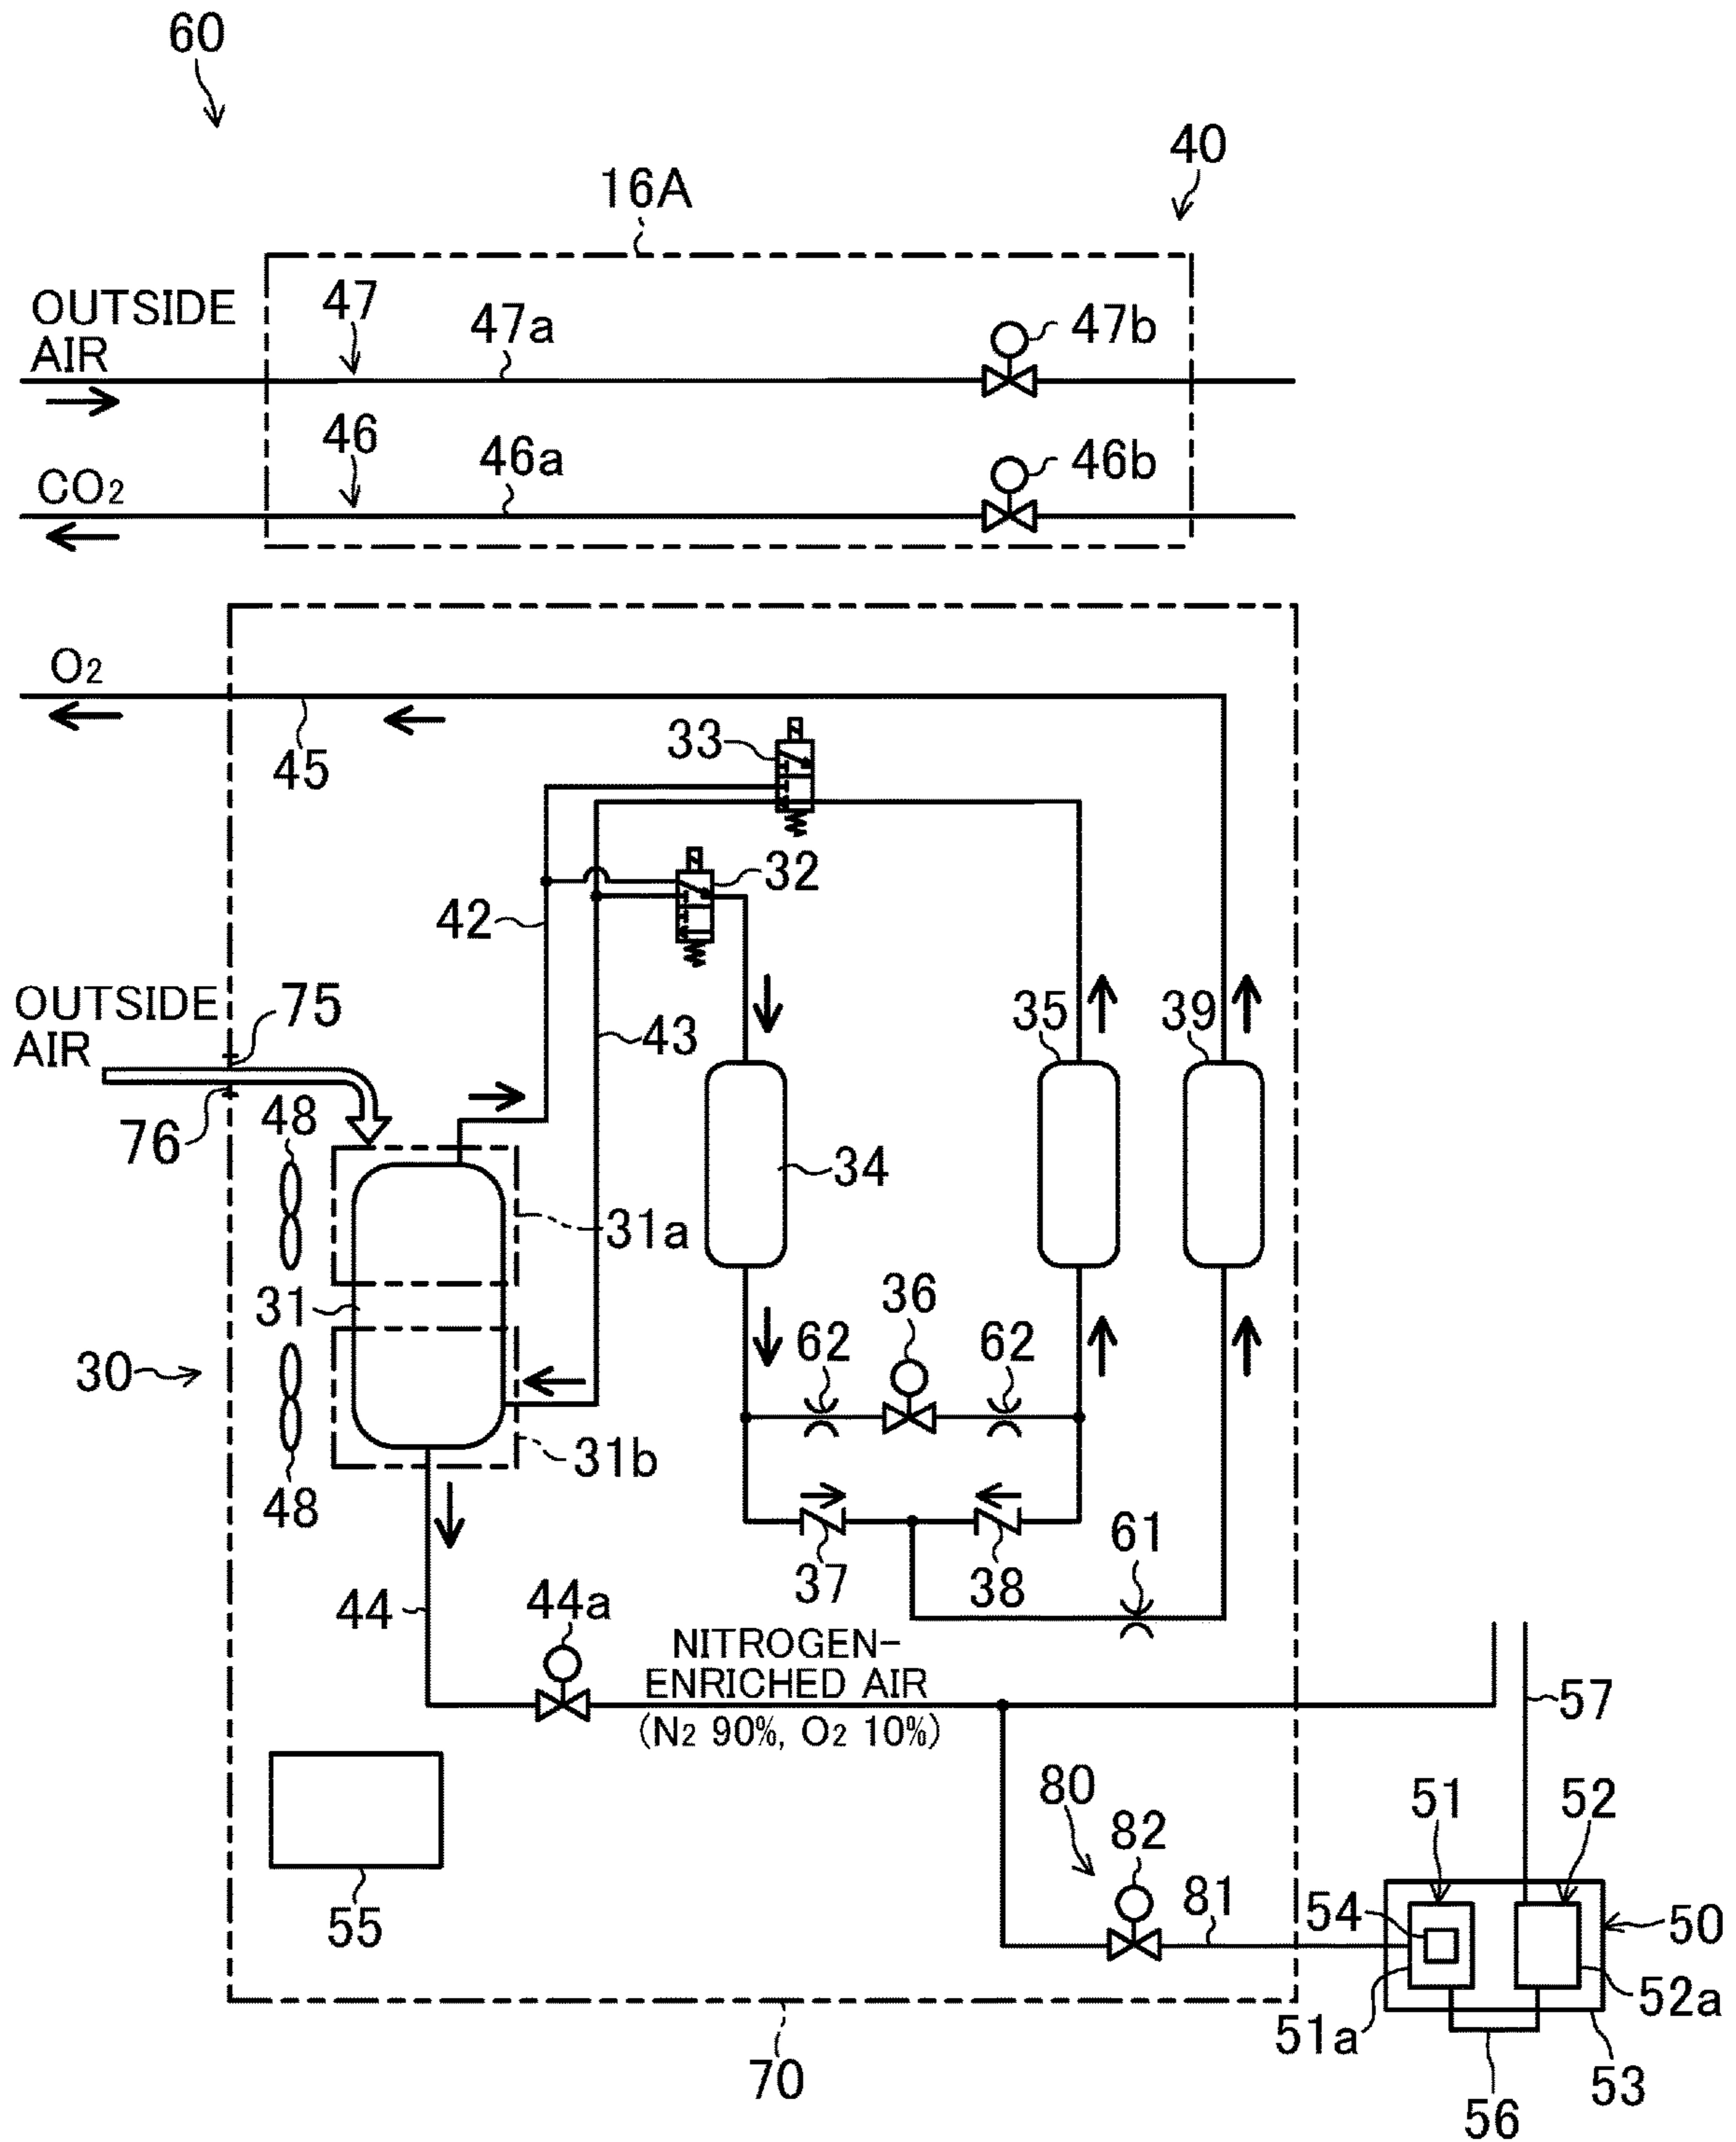 60
40
16A
OUTSIDE
AIR
47
47a
47b
46
46a
46b
CO2
O2
45
33
32
42
43
OUTSIDE
AIR
75
76
48
35
39
34
31a
31
36
62
62
30
31b
48
37
38
61
44
44a
NITROGEN-
ENRICHED AIR
(N2 90%, O2 10%)
57
80
82
81
51
52
54
50
55
51a
52a
53
56
70